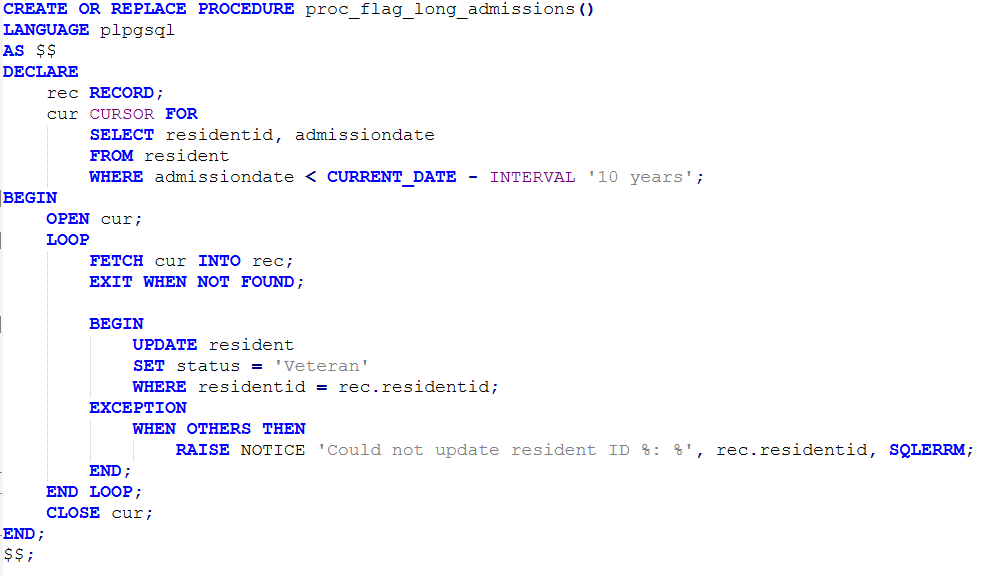 CREATE OR REPLACE PROCEDURE proc_flag_long_admissions()
LANGUAGE plpgsql
AS $$
DECLARE
    rec RECORD;
    cur CURSOR FOR
        SELECT residentid, admissiondate
        FROM resident
        WHERE admissiondate < CURRENT_DATE - INTERVAL '10 years';
BEGIN
    OPEN cur;
    LOOP
        FETCH cur INTO rec;
        EXIT WHEN NOT FOUND;

        BEGIN
            UPDATE resident
            SET status = 'Veteran'
            WHERE residentid = rec.residentid;
        EXCEPTION
            WHEN OTHERS THEN
                RAISE NOTICE 'Could not update resident ID %: %', rec.residentid, SQLERRM;
        END;
    END LOOP;
    CLOSE cur;
END;
$$;